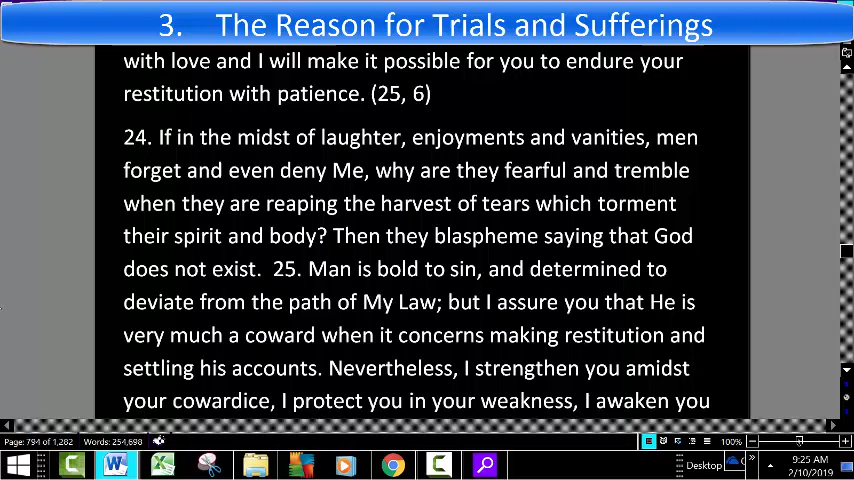 3. The Reason for Trials and Sufferings
with love and I will make it possible for you to endure your
restitution with patience. (25, 6)
24. If in the midst of laughter, enjoyments and vanities, men
forget and even deny Me, why are they fearful and tremble
when they are reaping the harvest of tears which torment
their spirit and body? Then they blaspheme saying that God
does not exist.  25. Man is bold to sin, and determined to
deviate from the path of My Law; but I assure you that He is
very much a coward when it concerns making restitution and
settling his accounts. Nevertheless, I strengthen you amidst
your cowardice, I protect you in your weakness, I awaken you
Page: 794 of 1,282 Words: 254,698 100%
Desktop 9:25 AM
2/10/2019